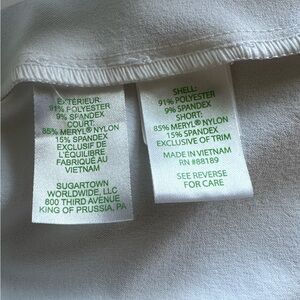 EXTÉRIEUR:
91% POLYESTER
9% SPANDEX
COURT:
85% MERYL® NYLON
15% SPANDEX
EXCLUSIF DE
L'ÉQUILIBRE
FABRIQUÉ AU
VIETNAM
SUGARTOWN
WORLDWIDE, LLC
800 THIRD AVENUE
KING OF PRUSSIA, PA
SHELL:
91% POLYESTER
9% SPANDEX
SHORT:
85% MERYL® NYLON
15% SPANDEX
EXCLUSIVE OF TRIM
MADE IN VIETNAM
RN #88189
SEE REVERSE
FOR CARE